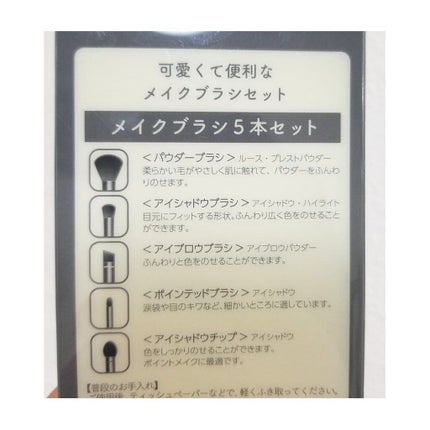 可愛くて便利な
メイクブラシセット
メイクブラシ5本セット
<パウダーブラシ> ルース・プレストパウダー
柔らかい毛がやさしく肌に触れて、パウダーをふんわ
りのせます。
<アイシャドウブラシ> アイシャドウ・ハイライト
目元にフィットする形状。ふんわり広く色をのせること
ができます。
<アイブロウブラシ> アイブロウパウダー
ふんわりと色をのせることができます。
<ポインテッドブラシ> アイシャドウ
涙袋や目のキワなど、細かいところに適しています。
<アイシャドウチップ> アイシャドウ
色をしっかりのせることができます。
ポイントメイクに最適です。
【普段のお手入れ】
ご使用後、ティッシュペーパーなどで、軽くふき取ってください。